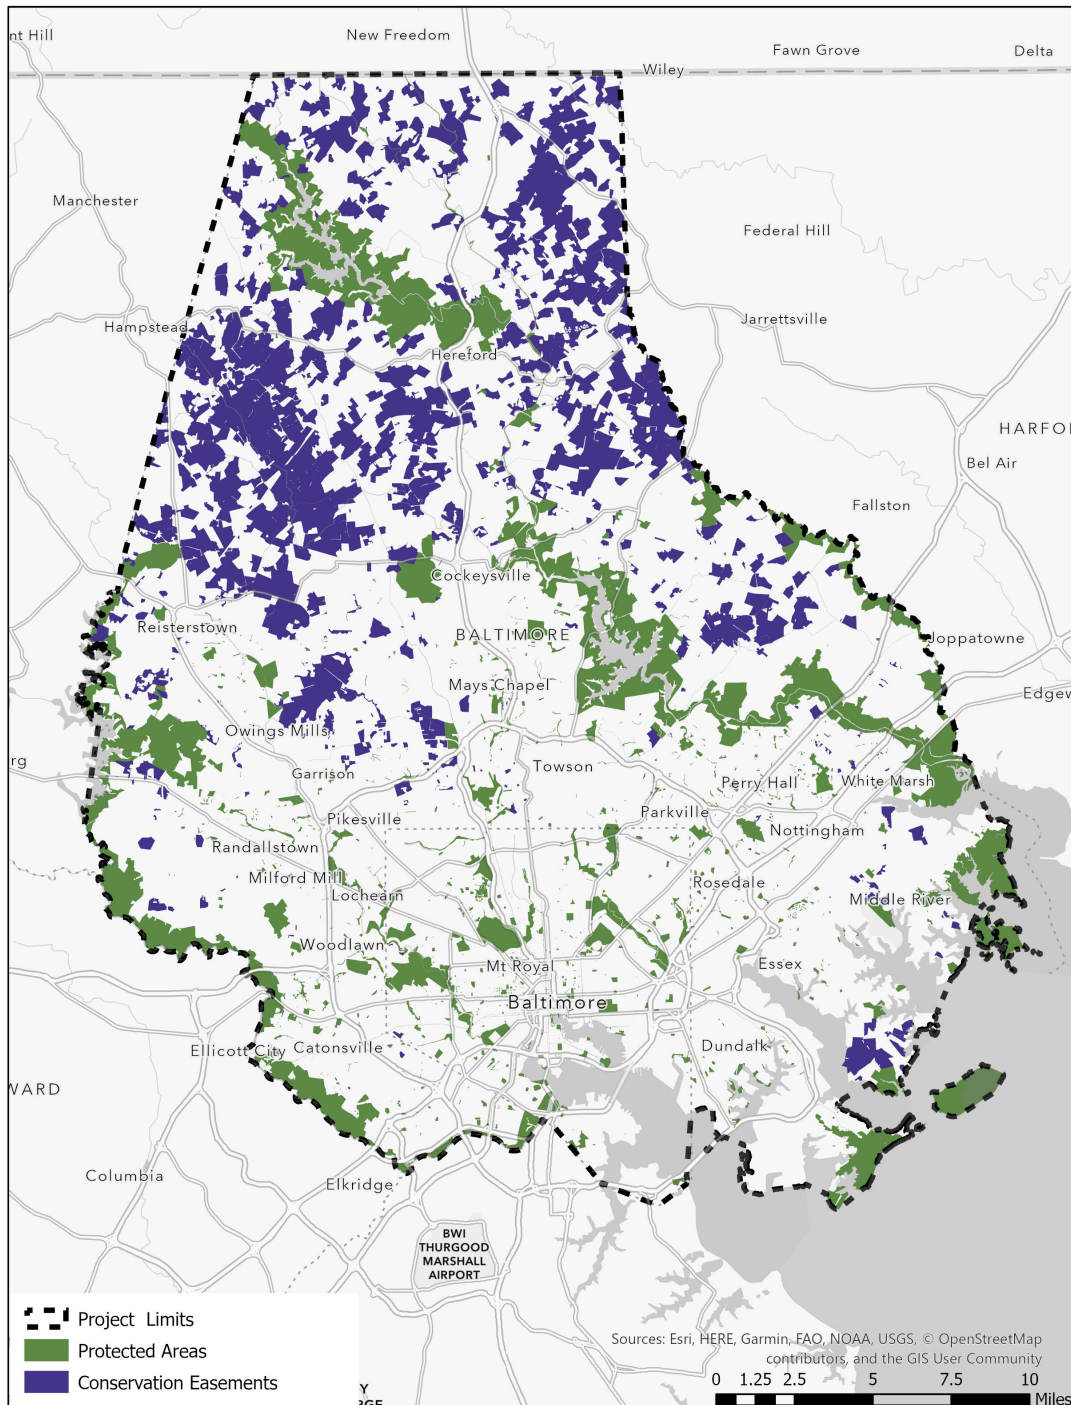 nt Hill
New Freedom
Fawn Grove
Delta
Wiley
Manchester
Federal Hill
Hampstead
Jarrettsville
Hereford
HARFO
Bel Air
Fallston
Cockeysville
Reisterstown
BALTIMORE
Joppatowne
Mays Chapel
Edgew
Owings Mills
rg
Garrison
Towson
Perry Hall
White Marsh
Pikesville
Parkville
Nottingham
Randallstown
Milford Mill
Lochearn
Rosedale
Middle River
Woodlawn
Mt Royal
Essex
Baltimore
Ellicott City
Catonsville
Dundalk
WARD
Columbia
Elkridge
BWI
THURGOOD
MARSHALL
AIRPORT
Project Limits
Protected Areas
Conservation Easements
Sources: Esri, HERE, Garmin, FAO, NOAA, USGS, © OpenStreetMap
contributors, and the GIS User Community
0 1.25 2.5 5 7.5 10
Miles